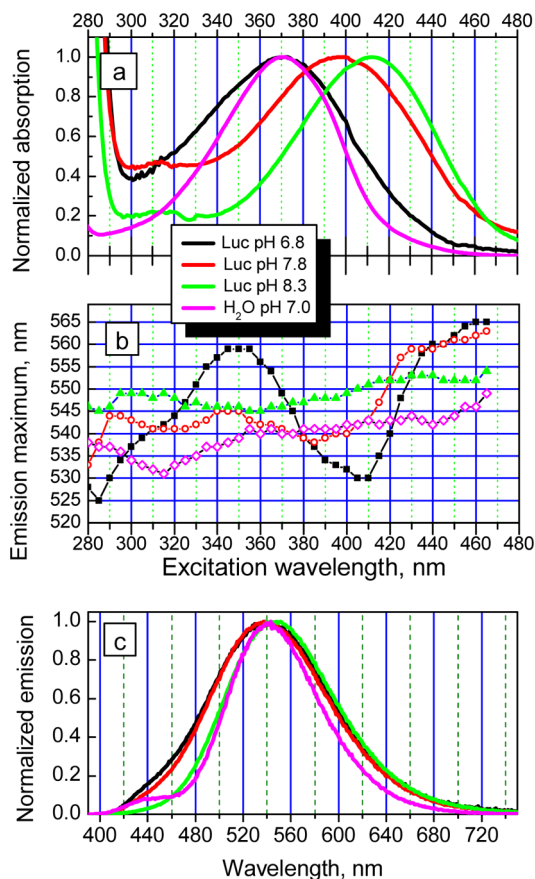 280 300 320 340 360 380 400 420 440 460 480
a
Normalized absorption
1.0
0.8
0.6
0.4
0.2
0.0
Luc pH 6.8
Luc pH 7.8
Luc pH 8.3
H₂O pH 7.0
b
Emission maximum, nm
565
560
555
550
545
540
535
530
525
520
280 300 320 340 360 380 400 420 440 460 480
Excitation wavelength, nm
c
Normalized emission
1.0
0.8
0.6
0.4
0.2
0.0
400 440 480 520 560 600 640 680 720
Wavelength, nm